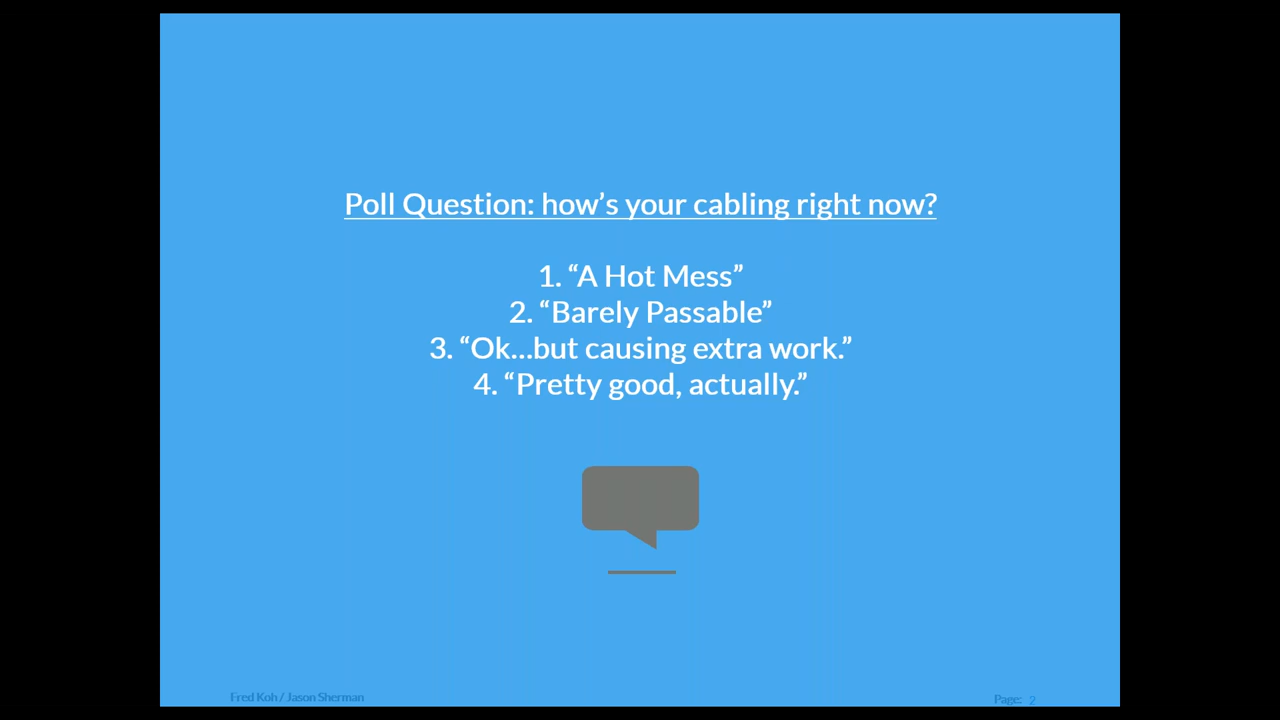 Poll Question: how’s your cabling right now?
1. “A Hot Mess”
2. “Barely Passable”
3. “Ok...but causing extra work.”
4. “Pretty good, actually.”
Fred Koh / Jason Sherman
Page: 2